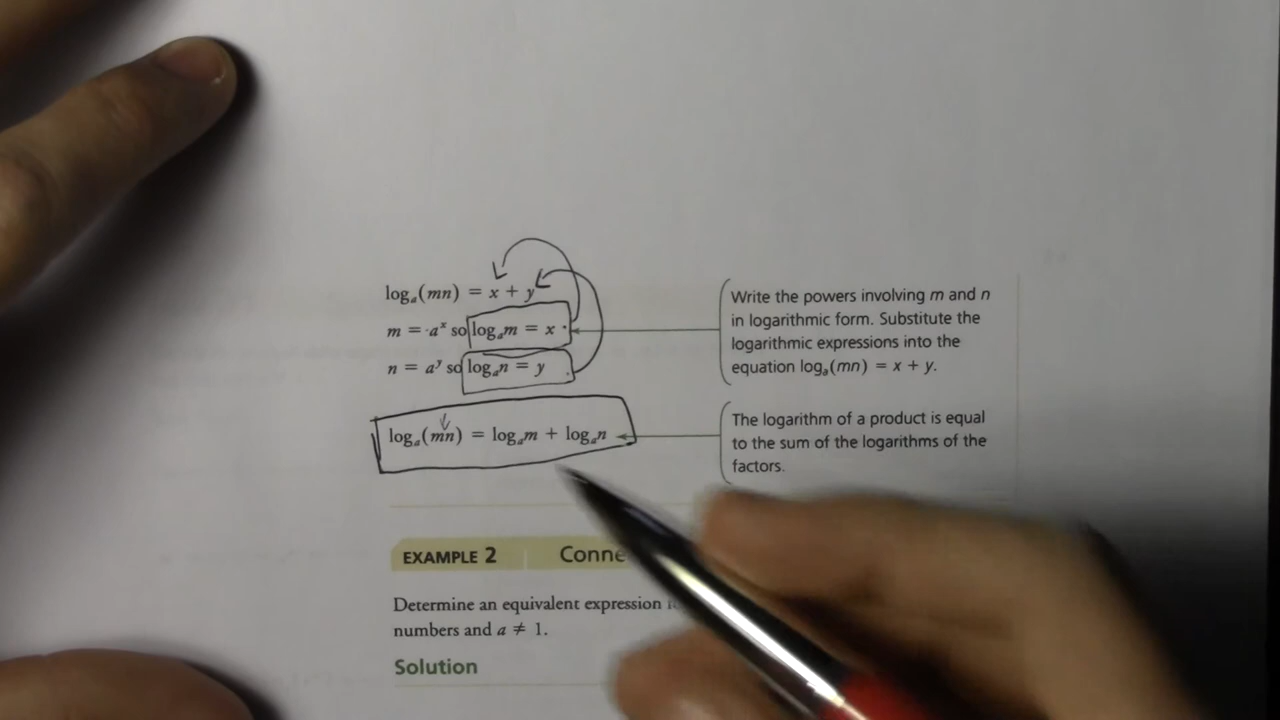 logₐ(mn) = x + y
m = aˣ so logₐm = x
n = aʸ so logₐn = y
Write the powers involving m and n
in logarithmic form. Substitute the
logarithmic expressions into the
equation logₐ(mn) = x + y.
logₐ(mn) = logₐm + logₐn
The logarithm of a product is equal
to the sum of the logarithms of the
factors.
EXAMPLE 2
Determine an equivalent expression
numbers and a ≠ 1.
Solution